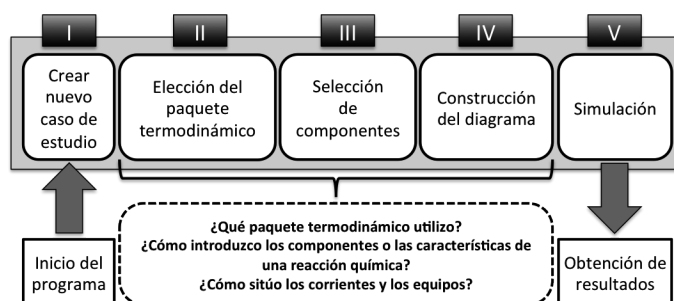 I
II
III
IV
V
Crear
nuevo
caso de
estudio
Elección del
paquete
termodinámico
Selección
de
componentes
Construcción
del diagrama
Simulación
¿Qué paquete termodinámico utilizo?
¿Cómo introduzco los componentes o las características de
una reacción química?
¿Cómo sitúo los corrientes y los equipos?
Inicio del
programa
Obtención de
resultados